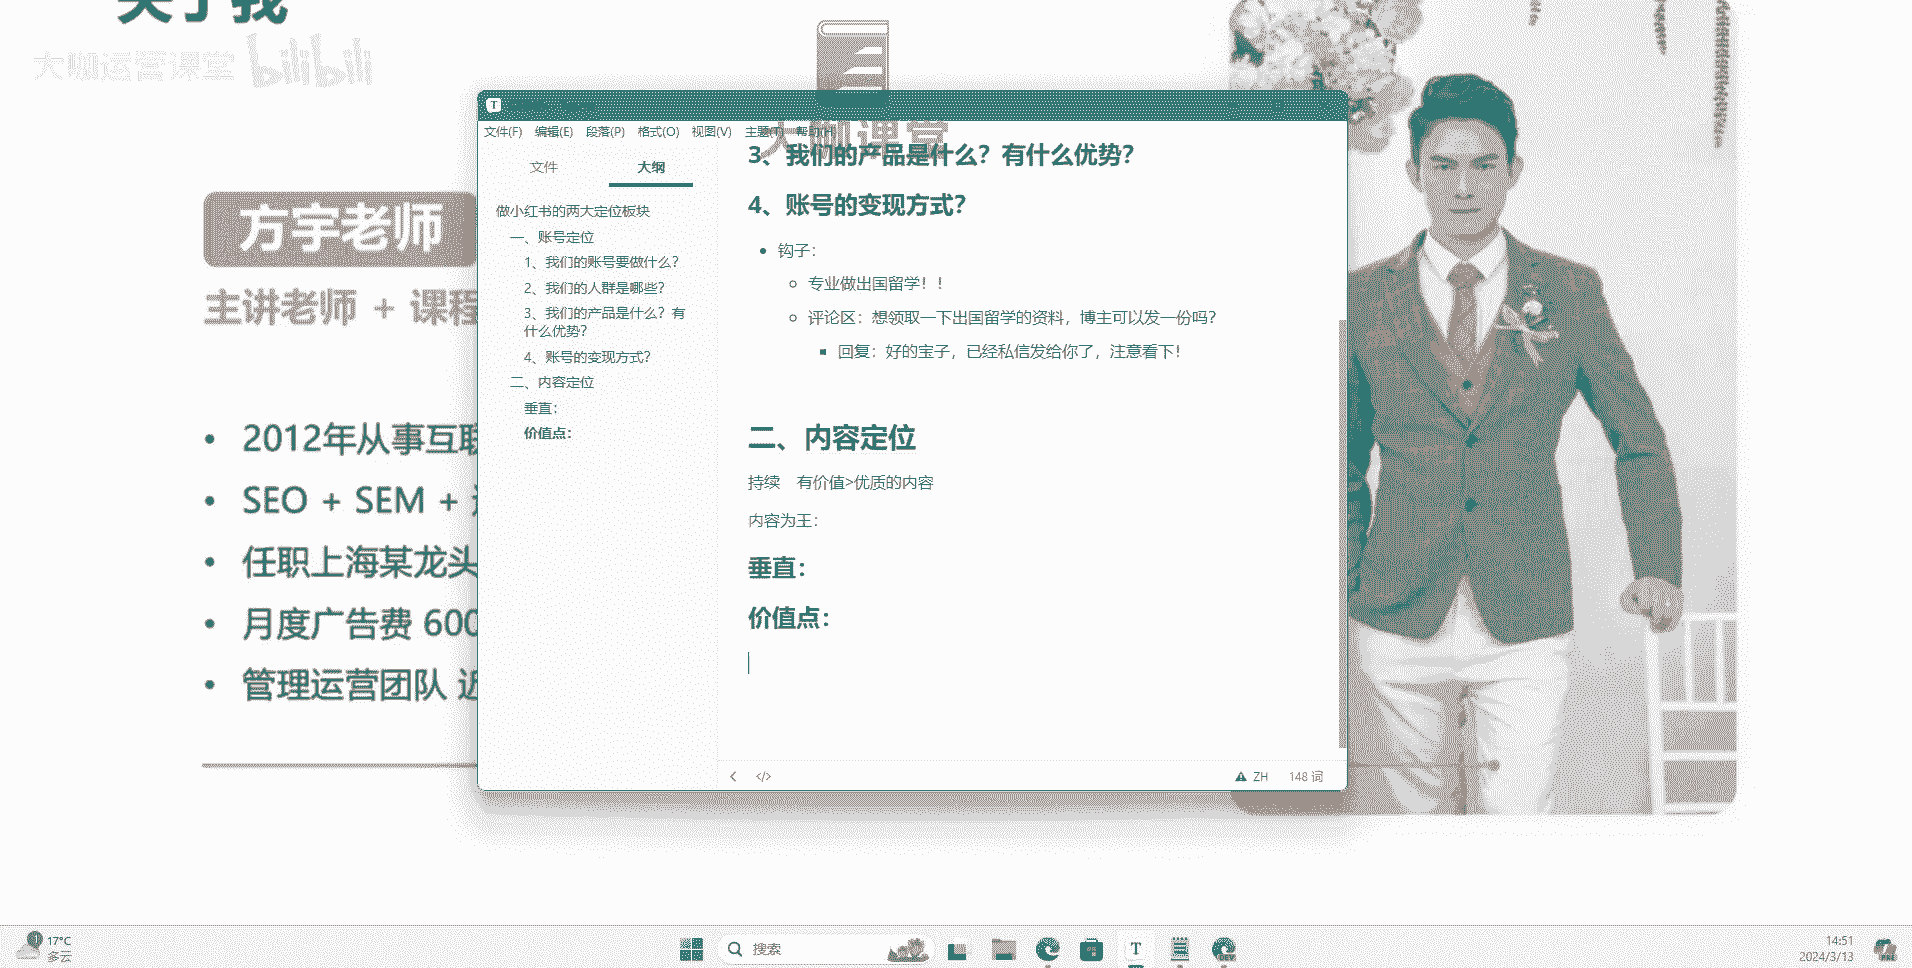 关于我
大咖运营课堂 bilibili
大咖课堂
方宇老师
主讲老师 + 课程
• 2012年从事互联
• SEO + SEM +
• 任职上海某龙头
• 月度广告费 600
• 管理运营团队 近
T
文件(F) 编辑(E) 段落(P) 格式(O) 视图(V) 主题(T) 帮助(H)
文件 大纲
做小红书的两大定位板块
一、账号定位
1、我们的账号要做什么？
2、我们的人群是哪些？
3、我们的产品是什么？有
什么优势？
4、账号的变现方式？
二、内容定位
垂直：
价值点：
3、我们的产品是什么？有什么优势？
4、账号的变现方式？
• 钩子：
专业做出国留学！！
评论区：想领取一下出国留学的资料，博主可以发一份吗？
回复：好的宝子，已经私信发给你了，注意看下！
二、内容定位
持续 有价值>优质的内容
内容为王：
垂直：
价值点：
</> ZH 148 词
17°C
多云
搜索
T
DEV
14:51
2024/3/13
PRE